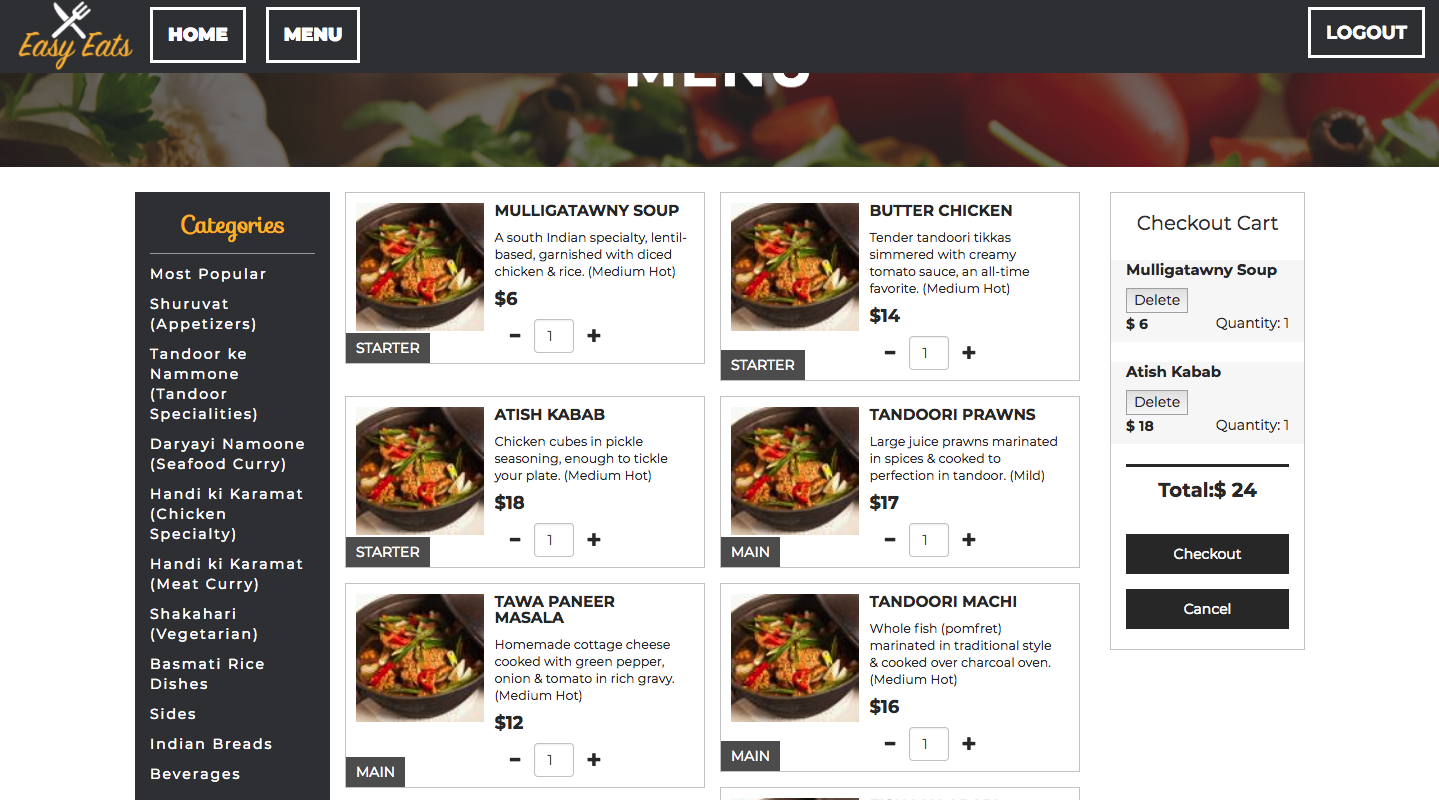 Easy Eats
HOME
MENU
LOGOUT
MENU
Categories
Most Popular
Shuruvat
(Appetizers)
Tandoor ke
Nammone
(Tandoor
Specialities)
Daryayi Namoone
(Seafood Curry)
Handi ki Karamat
(Chicken
Specialty)
Handi ki Karamat
(Meat Curry)
Shakahari
(Vegetarian)
Basmati Rice
Dishes
Sides
Indian Breads
Beverages
MULLIGATAWNY SOUP
A south Indian specialty, lentil-
based, garnished with diced
chicken & rice. (Medium Hot)
$6
1
STARTER
BUTTER CHICKEN
Tender tandoori tikkas
simmered with creamy
tomato sauce, an all-time
favorite. (Medium Hot)
$14
1
STARTER
ATISH KABAB
Chicken cubes in pickle
seasoning, enough to tickle
your plate. (Medium Hot)
$18
1
STARTER
TANDOORI PRAWNS
Large juice prawns marinated
in spices & cooked to
perfection in tandoor. (Mild)
$17
1
MAIN
TAWA PANEER
MASALA
Homemade cottage cheese
cooked with green pepper,
onion & tomato in rich gravy.
(Medium Hot)
$12
1
MAIN
TANDOORI MACHI
Whole fish (pomfret)
marinated in traditional style
& cooked over charcoal oven.
(Medium Hot)
$16
1
MAIN
Checkout Cart
Mulligatawny Soup
Delete
$ 6 Quantity: 1
Atish Kabab
Delete
$ 18 Quantity: 1
Total:$ 24
Checkout
Cancel